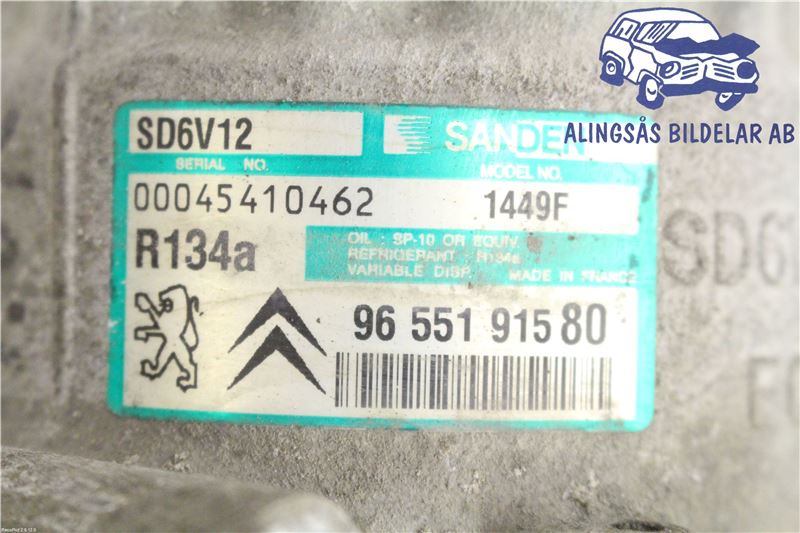 ALINGSÅS BILDELAR AB
SD6V12
SANDEN
SERIAL NO.
MODEL NO.
00045410462
1449F
R134a
OIL : SP-10 OR EQUIV.
REFRIGERANT : R134a
VARIABLE DISP.
MADE IN FRANCE
96 551 915 80
SD6V